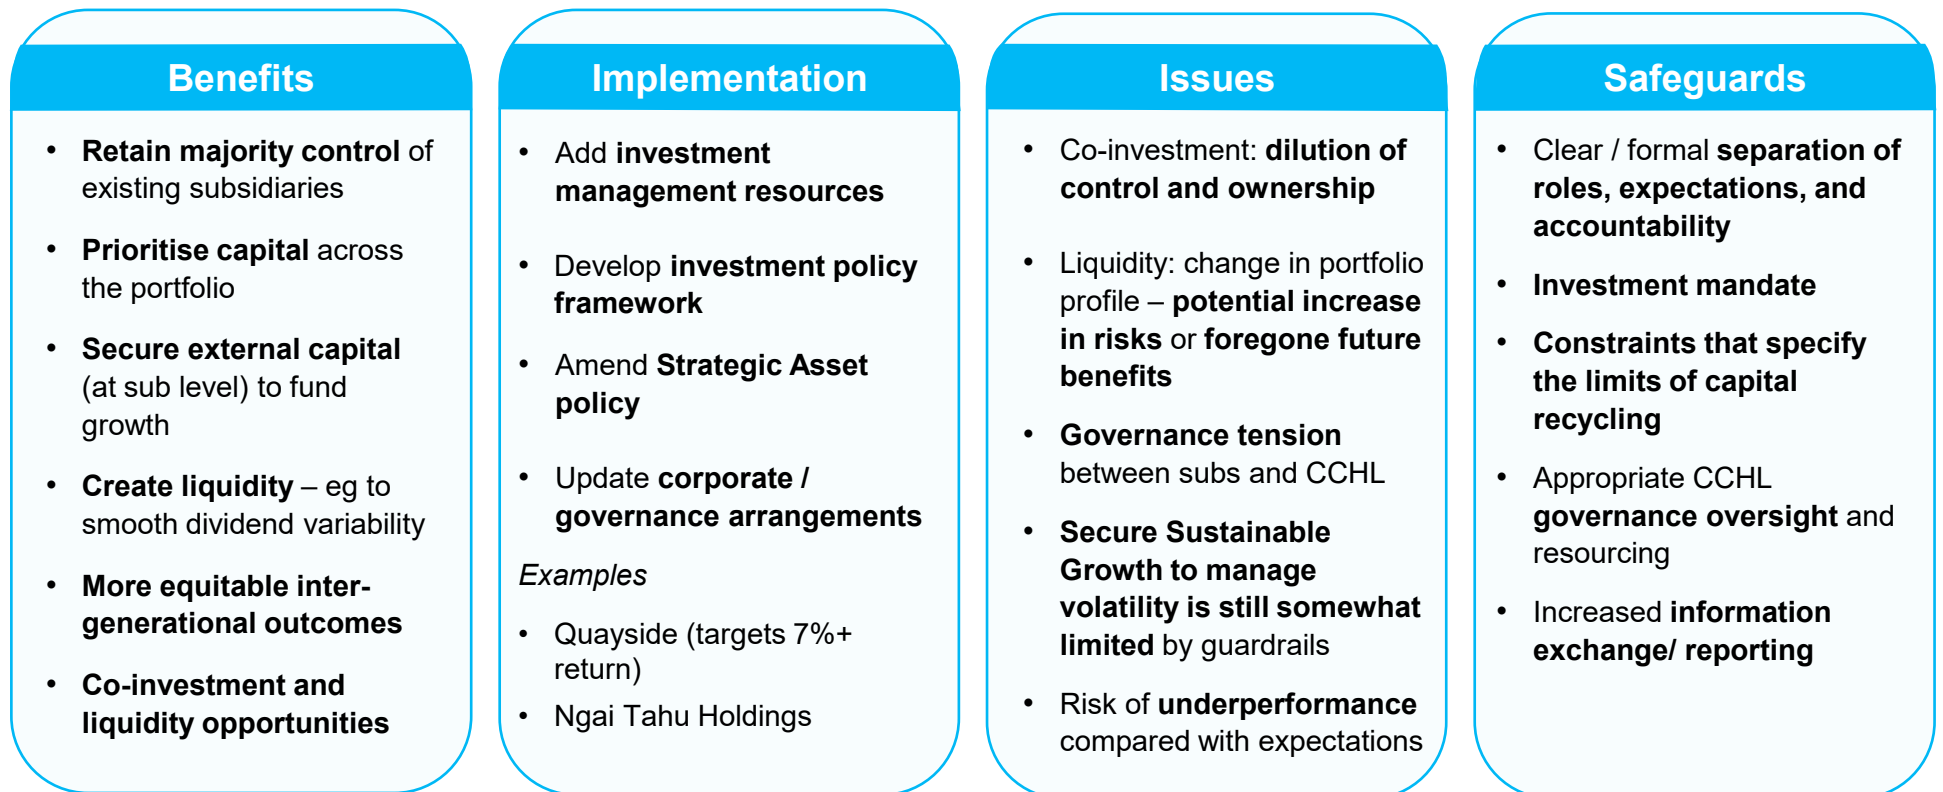 Benefits
• Retain majority control of
existing subsidiaries
• Prioritise capital across
the portfolio
• Secure external capital
(at sub level) to fund
growth
• Create liquidity – eg to
smooth dividend variability
• More equitable inter-
generational outcomes
• Co-investment and
liquidity opportunities
Implementation
• Add investment
management resources
• Develop investment policy
framework
• Amend Strategic Asset
policy
• Update corporate /
governance arrangements
Examples
• Quayside (targets 7%+
return)
• Ngai Tahu Holdings
Issues
• Co-investment: dilution of
control and ownership
• Liquidity: change in portfolio
profile – potential increase
in risks or foregone future
benefits
• Governance tension
between subs and CCHL
• Secure Sustainable
Growth to manage
volatility is still somewhat
limited by guardrails
• Risk of underperformance
compared with expectations
Safeguards
• Clear / formal separation of
roles, expectations, and
accountability
• Investment mandate
• Constraints that specify
the limits of capital
recycling
• Appropriate CCHL
governance oversight and
resourcing
• Increased information
exchange/ reporting